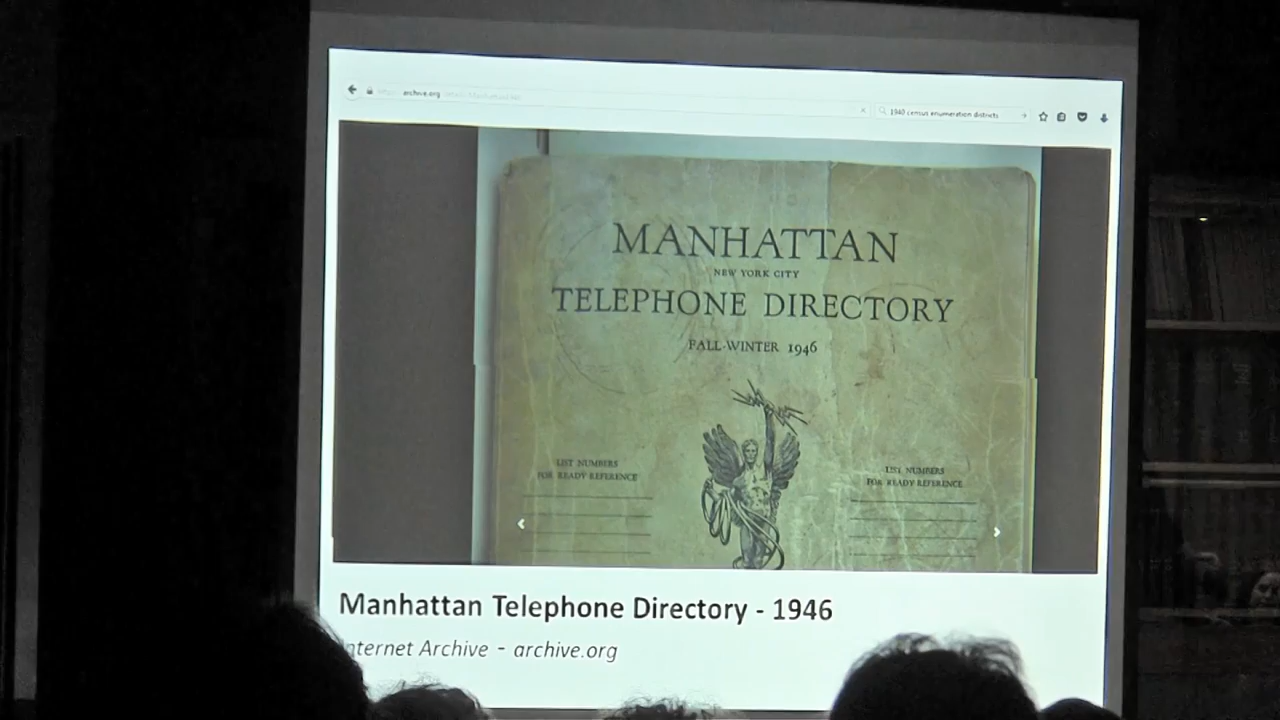 archive.org
1940 census enumeration districts
MANHATTAN
NEW YORK CITY
TELEPHONE DIRECTORY
FALL-WINTER 1946
LIST NUMBERS
FOR READY REFERENCE
LIST NUMBERS
FOR READY REFERENCE
Manhattan Telephone Directory - 1946
Internet Archive - archive.org